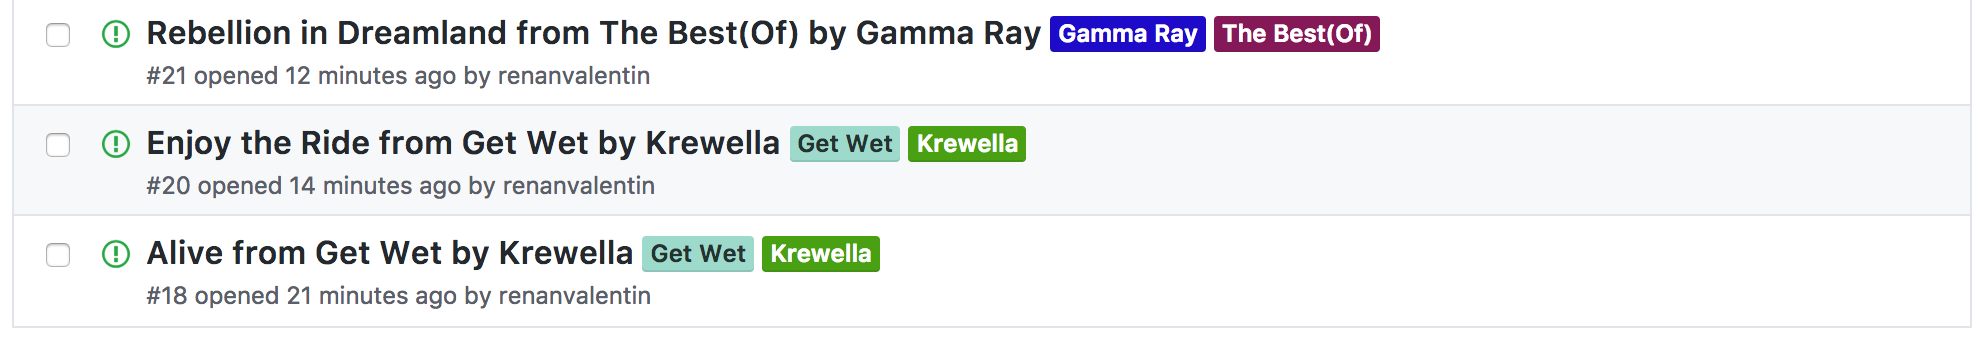 Rebellion in Dreamland from The Best(Of) by Gamma Ray Gamma Ray The Best(Of)
#21 opened 12 minutes ago by renanvalentin
Enjoy the Ride from Get Wet by Krewella Get Wet Krewella
#20 opened 14 minutes ago by renanvalentin
Alive from Get Wet by Krewella Get Wet Krewella
#18 opened 21 minutes ago by renanvalentin